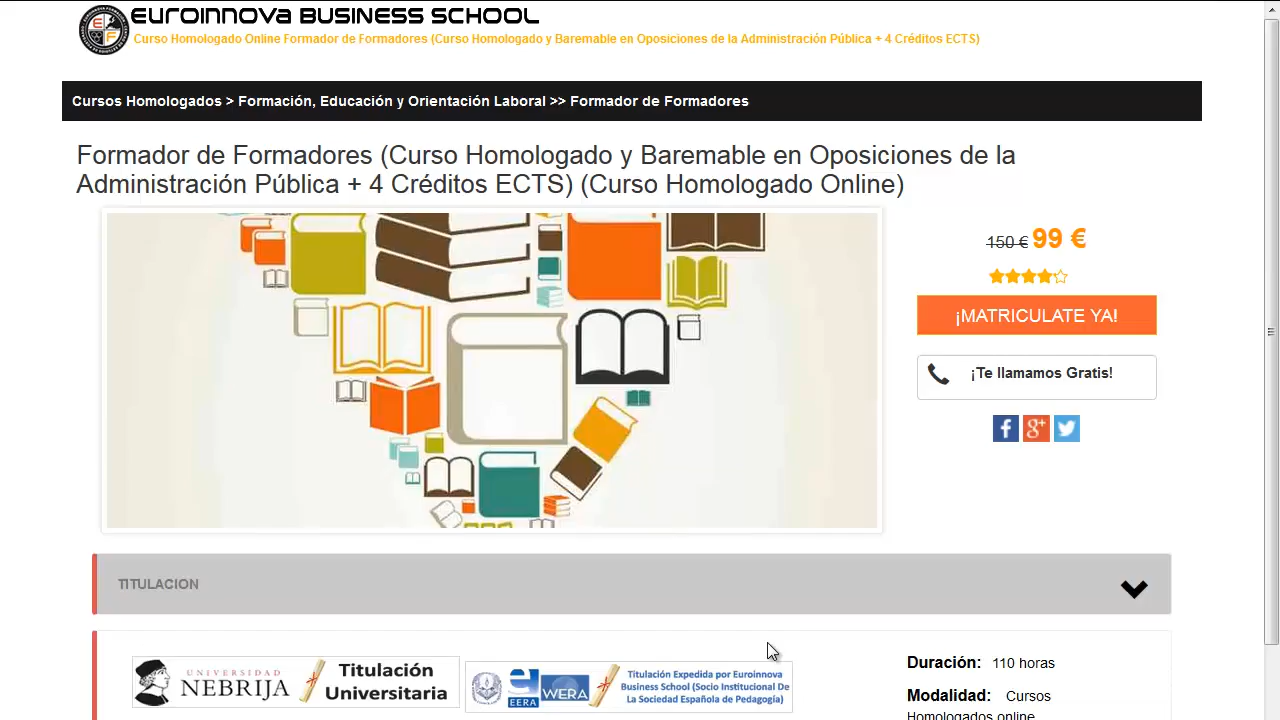 EUROINNOVA BUSINESS SCHOOL
Curso Homologado Online Formador de Formadores (Curso Homologado y Baremable en Oposiciones de la Administración Pública + 4 Créditos ECTS)
Cursos Homologados > Formación, Educación y Orientación Laboral >> Formador de Formadores
Formador de Formadores (Curso Homologado y Baremable en Oposiciones de la
Administración Pública + 4 Créditos ECTS) (Curso Homologado Online)
150 € 99 €
¡MATRICULATE YA!
¡Te llamamos Gratis!
TITULACION
UNIVERSIDAD
NEBRIJA
Titulación
Universitaria
EERA
WERA
Titulación Expedida por Euroinnova
Business School (Socio Institucional De
La Sociedad Española de Pedagogía)
Duración: 110 horas
Modalidad: Cursos
Homologados online